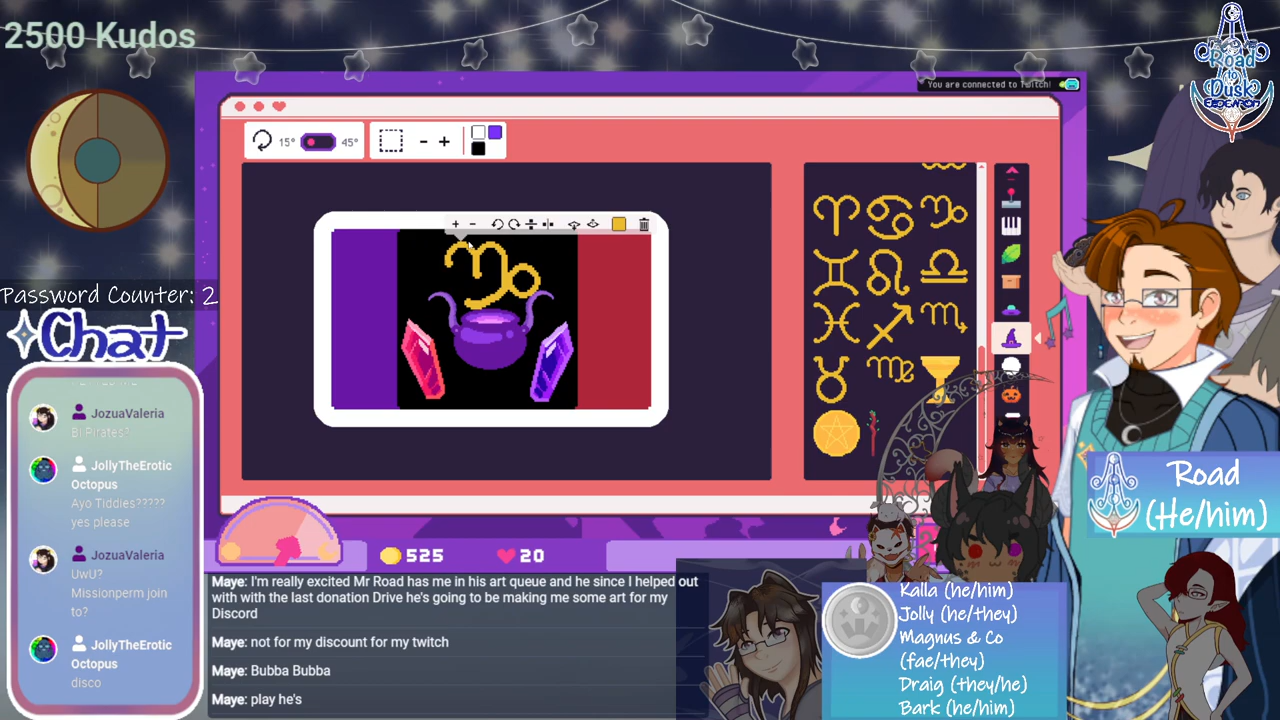 2500 Kudos
You are connected to Twitch!
Road
to
Dusk
15°
45°
Password Counter: 2
Chat
JozuaValeria
Bi Pirates?
JollyTheErotic
Octopus
Ayo Tiddies?????
yes please
JozuaValeria
UwU?
Missionperm join
to?
JollyTheErotic
Octopus
disco
525
20
Maye: I'm really excited Mr Road has me in his art queue and he since I helped out
with with the last donation Drive he's going to be making me some art for my
Discord
Maye: not for my discount for my twitch
Maye: Bubba Bubba
Maye: play he's
Road
(He/him)
Kalla (he/him)
Jolly (he/they)
Magnus & Co
(fae/they)
Draig (they/he)
Bark (he/him)